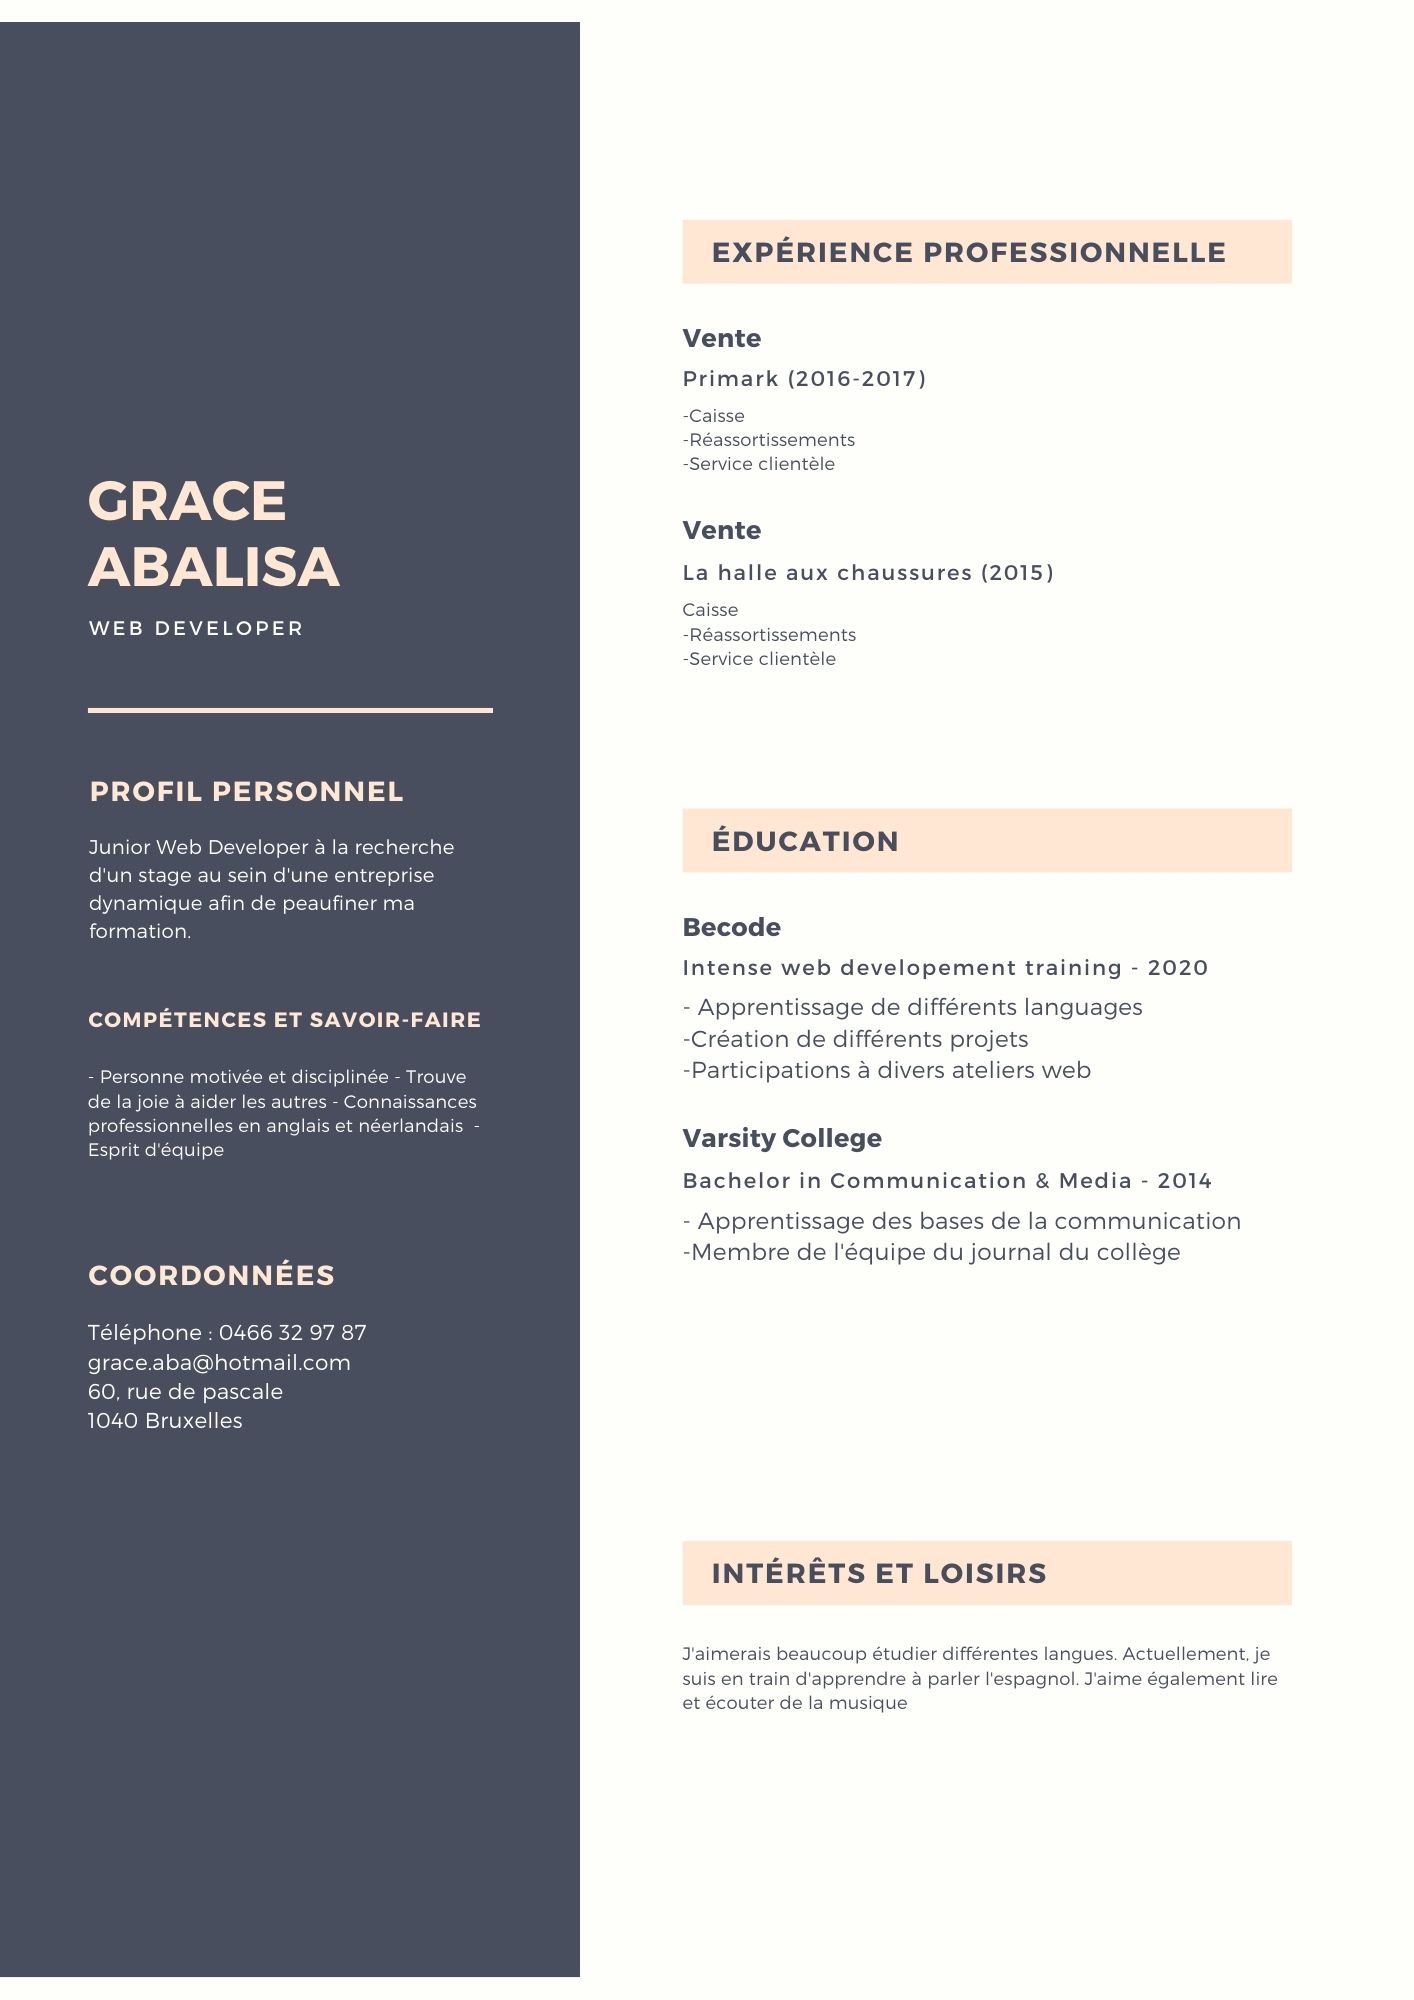 GRACE
ABALISA
WEB DEVELOPER
PROFIL PERSONNEL
Junior Web Developer à la recherche
d'un stage au sein d'une entreprise
dynamique afin de peaufiner ma
formation.
COMPÉTENCES ET SAVOIR-FAIRE
- Personne motivée et disciplinée - Trouve
de la joie à aider les autres - Connaissances
professionnelles en anglais et néerlandais  -
Esprit d'équipe
COORDONNÉES
Téléphone : 0466 32 97 87
grace.aba@hotmail.com
60, rue de pascale
1040 Bruxelles
EXPÉRIENCE PROFESSIONNELLE
Vente
Primark (2016-2017)
-Caisse
-Réassortissements
-Service clientèle
Vente
La halle aux chaussures (2015)
Caisse
-Réassortissements
-Service clientèle
ÉDUCATION
Becode
Intense web developement training - 2020
- Apprentissage de différents languages
-Création de différents projets
-Participations à divers ateliers web
Varsity College
Bachelor in Communication & Media - 2014
- Apprentissage des bases de la communication
-Membre de l'équipe du journal du collège
INTÉRÊTS ET LOISIRS
J'aimerais beaucoup étudier différentes langues. Actuellement, je
suis en train d'apprendre à parler l'espagnol. J'aime également lire
et écouter de la musique